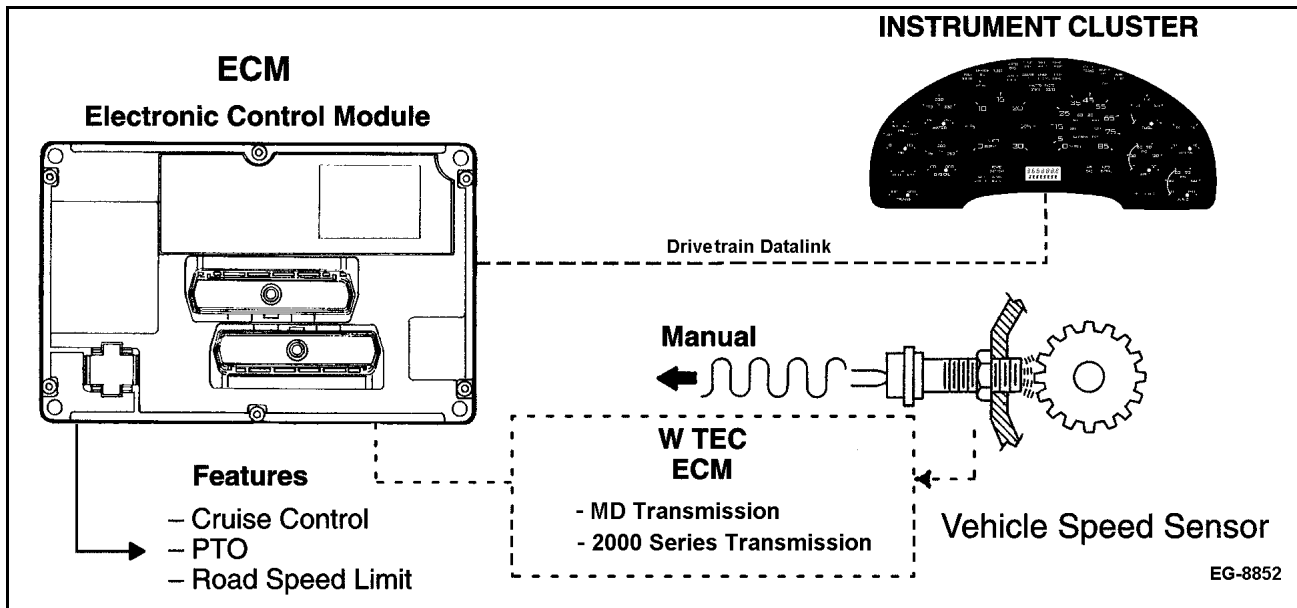 INSTRUMENT CLUSTER
ECM
Electronic Control Module
Drivetrain Datalink
Manual
W TEC
ECM
- MD Transmission
- 2000 Series Transmission
Features
– Cruise Control
– PTO
– Road Speed Limit
Vehicle Speed Sensor
EG-8852